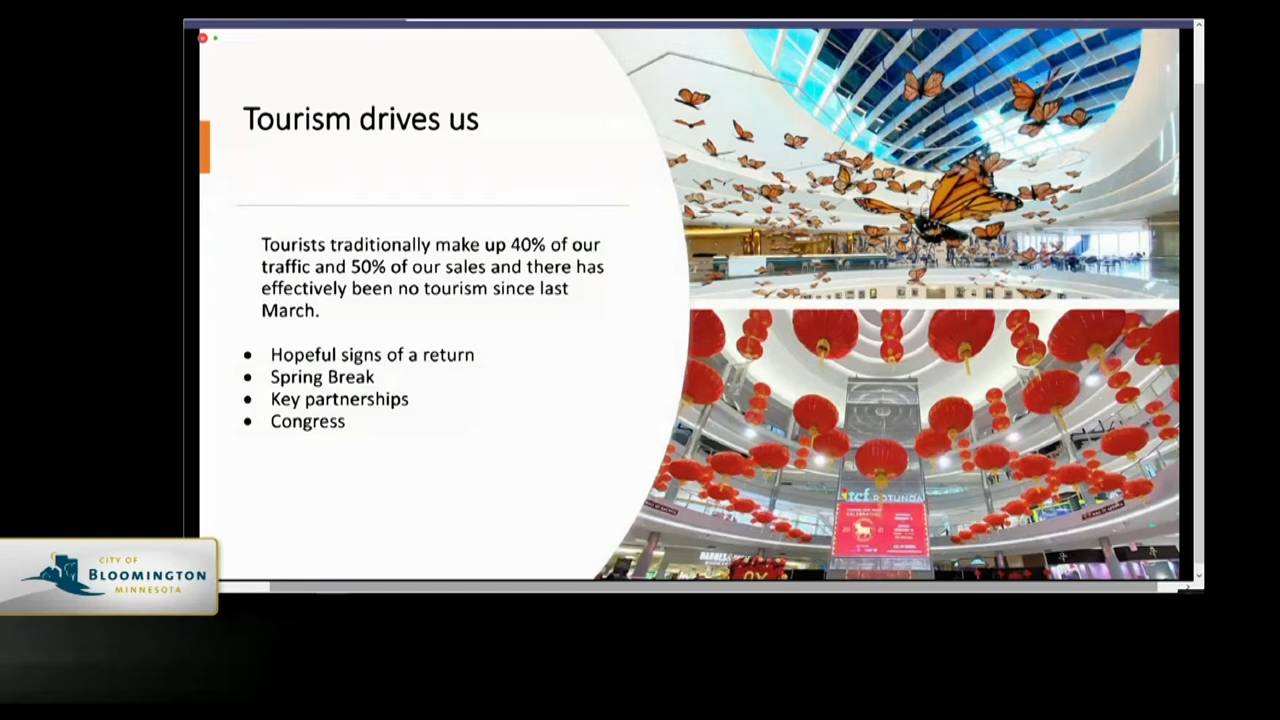 Tourism drives us
Tourists traditionally make up 40% of our
traffic and 50% of our sales and there has
effectively been no tourism since last
March.
• Hopeful signs of a return
• Spring Break
• Key partnerships
• Congress
tcf ROTUNDA
CITY OF
BLOOMINGTON
MINNESOTA